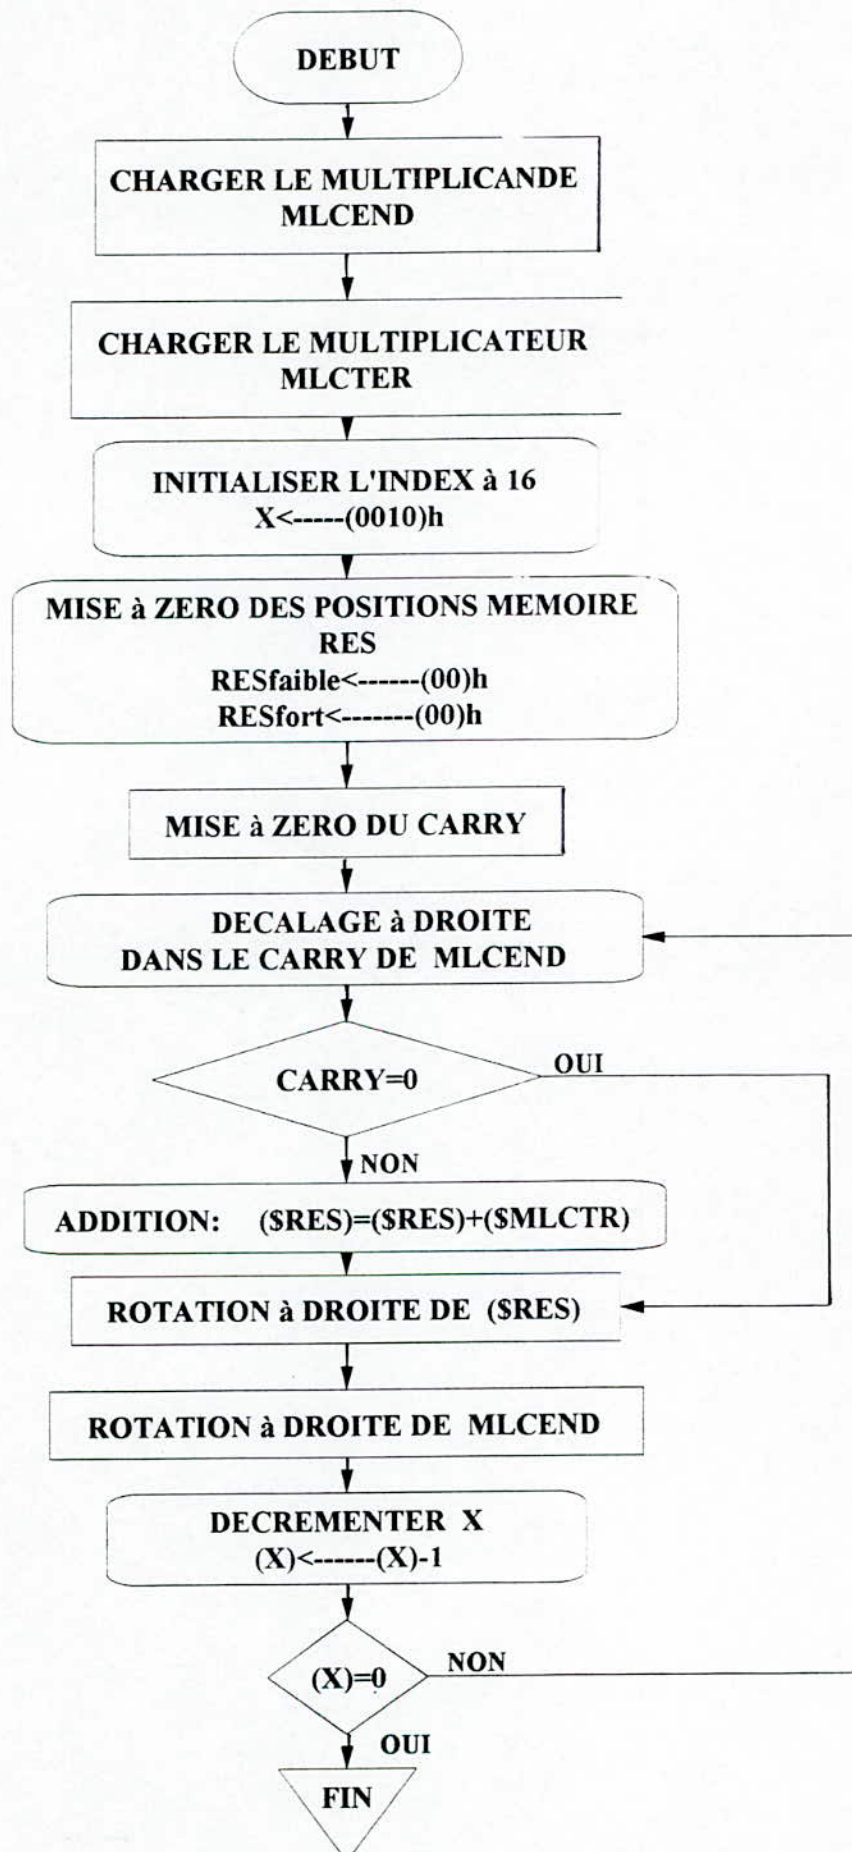 DEBUT
CHARGER LE MULTIPLICANDE
MLCEND
CHARGER LE MULTIPLICATEUR
MLCTER
INITIALISER L'INDEX à 16
X<-----(0010)h
MISE à ZERO DES POSITIONS MEMOIRE
RES
RESfaible<------(00)h
RESfort<-------(00)h
MISE à ZERO DU CARRY
DECALAGE à DROITE
DANS LE CARRY DE MLCEND
CARRY=0
OUI
NON
ADDITION: ($RES)=($RES)+($MLCTR)
ROTATION à DROITE DE ($RES)
ROTATION à DROITE DE MLCEND
DECREMENTER X
(X)<------(X)-1
(X)=0
NON
OUI
FIN